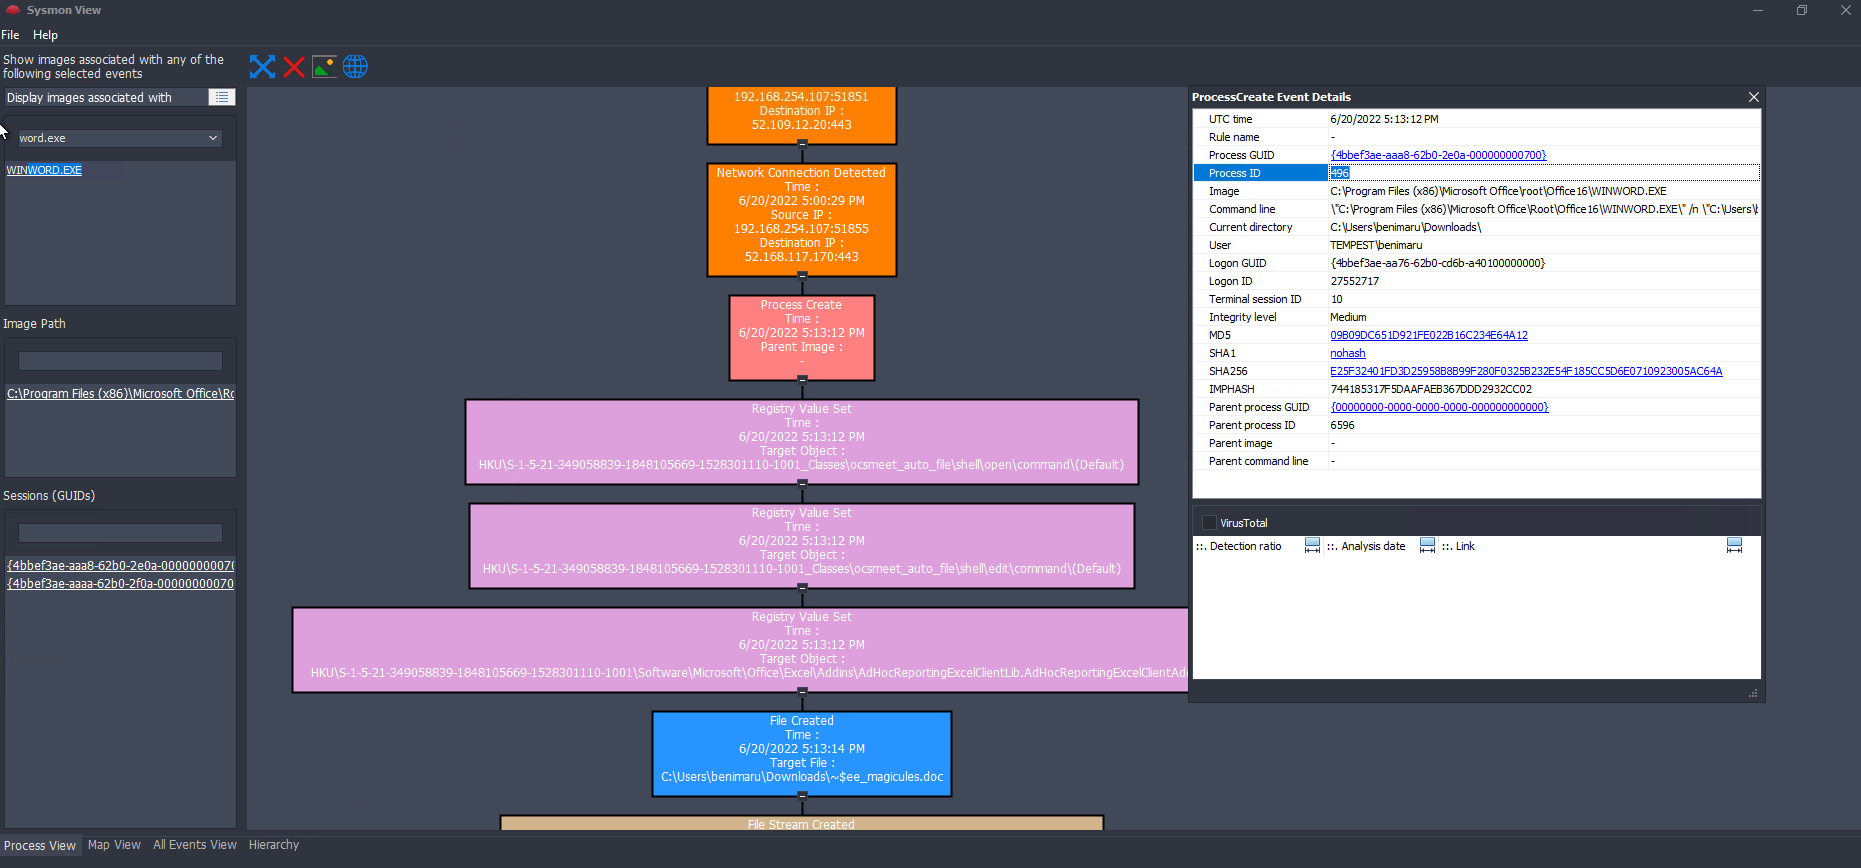 Sysmon View
File Help
Show images associated with any of the
following selected events
Display images associated with
word.exe
WINWORD.EXE
Image Path
C:\Program Files (x86)\Microsoft Office\Ro
Sessions (GUIDs)
{4bbef3ae-aaa8-62b0-2e0a-00000000070
{4bbef3ae-aaaa-62b0-2f0a-00000000070
192.168.254.107:51851
Destination IP :
52.109.12.20:443
Network Connection Detected
Time :
6/20/2022 5:00:29 PM
Source IP :
192.168.254.107:51855
Destination IP :
52.168.117.170:443
Process Create
Time :
6/20/2022 5:13:12 PM
Parent Image :
-
Registry Value Set
Time :
6/20/2022 5:13:12 PM
Target Object :
HKU\S-1-5-21-349058839-1848105669-1528301110-1001_Classes\ocsmeet_auto_file\shell\open\command\(Default)
Registry Value Set
Time :
6/20/2022 5:13:12 PM
Target Object :
HKU\S-1-5-21-349058839-1848105669-1528301110-1001_Classes\ocsmeet_auto_file\shell\edit\command\(Default)
Registry Value Set
Time :
6/20/2022 5:13:12 PM
Target Object :
HKU\S-1-5-21-349058839-1848105669-1528301110-1001\Software\Microsoft\Office\Excel\Addins\AdHocReportingExcelClientLib.AdHocReportingExcelClientAd
File Created
Time :
6/20/2022 5:13:14 PM
Target File :
C:\Users\benimaru\Downloads\~$ee_magicules.doc
File Stream Created
ProcessCreate Event Details
UTC time 6/20/2022 5:13:12 PM
Rule name -
Process GUID {4bbef3ae-aaa8-62b0-2e0a-000000000700}
Process ID 496
Image C:\Program Files (x86)\Microsoft Office\root\Office16\WINWORD.EXE
Command line \"C:\Program Files (x86)\Microsoft Office\Root\Office16\WINWORD.EXE\" /n \"C:\Users\b
Current directory C:\Users\benimaru\Downloads\
User TEMPEST\benimaru
Logon GUID {4bbef3ae-aa76-62b0-cd6b-a40100000000}
Logon ID 27552717
Terminal session ID 10
Integrity level Medium
MD5 09B09DC651D921FE022B16C234E64A12
SHA1 nohash
SHA256 E25F32401FD3D25958B8B99F280F0325B232E54F185CC5D6E0710923005AC64A
IMPHASH 744185317F5DAAFAEB367DDD2932CC02
Parent process GUID {00000000-0000-0000-0000-000000000000}
Parent process ID 6596
Parent image -
Parent command line -
VirusTotal
::. Detection ratio ::. Analysis date ::. Link
Process View Map View All Events View Hierarchy